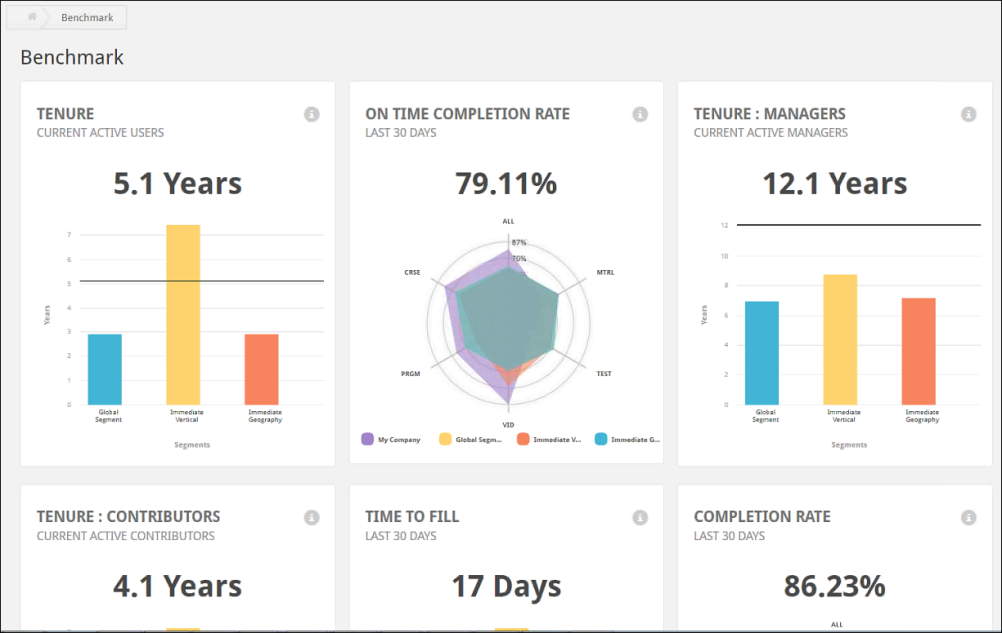 Benchmark
Benchmark
TENURE
CURRENT ACTIVE USERS
5.1 Years
7
6
5
4
3
2
1
0
Years
Global
Segment
Immediate
Vertical
Immediate
Geography
Segments
ON TIME COMPLETION RATE
LAST 30 DAYS
79.11%
ALL
87%
70%
CRSE
MTRL
PRGM
TEST
VID
My Company
Global Segm...
Immediate V...
Immediate G...
TENURE : MANAGERS
CURRENT ACTIVE MANAGERS
12.1 Years
12
10
8
6
4
2
0
Years
Global
Segment
Immediate
Vertical
Immediate
Geography
Segments
TENURE : CONTRIBUTORS
CURRENT ACTIVE CONTRIBUTORS
4.1 Years
TIME TO FILL
LAST 30 DAYS
17 Days
COMPLETION RATE
LAST 30 DAYS
86.23%
ALL